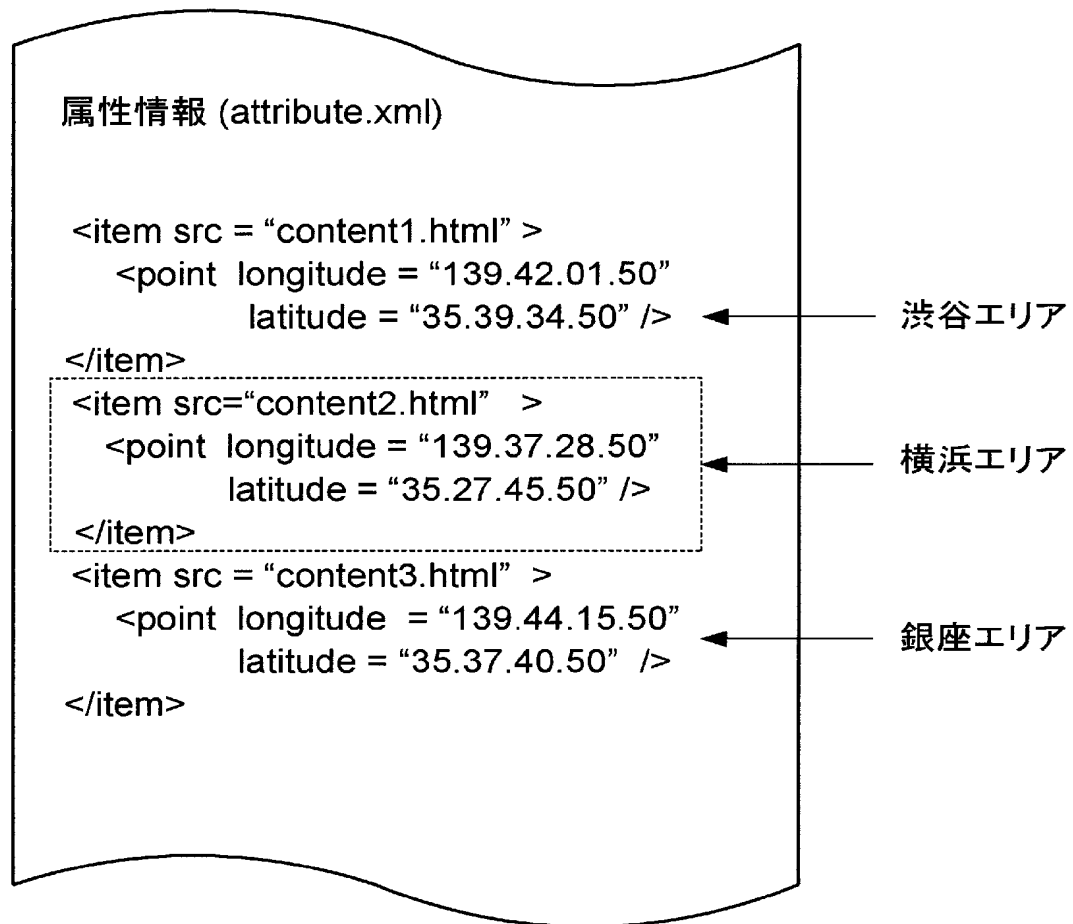 属性情報 (attribute.xml)
<item src = “content1.html” >
<point longitude = “139.42.01.50”
latitude = “35.39.34.50” />
渋谷エリア
</item>
<item src=“content2.html” >
<point longitude = “139.37.28.50”
横浜エリア
latitude = “35.27.45.50” />
</item>
<item src = “content3.html” >
<point longitude = “139.44.15.50”
銀座エリア
latitude = “35.37.40.50” />
</item>